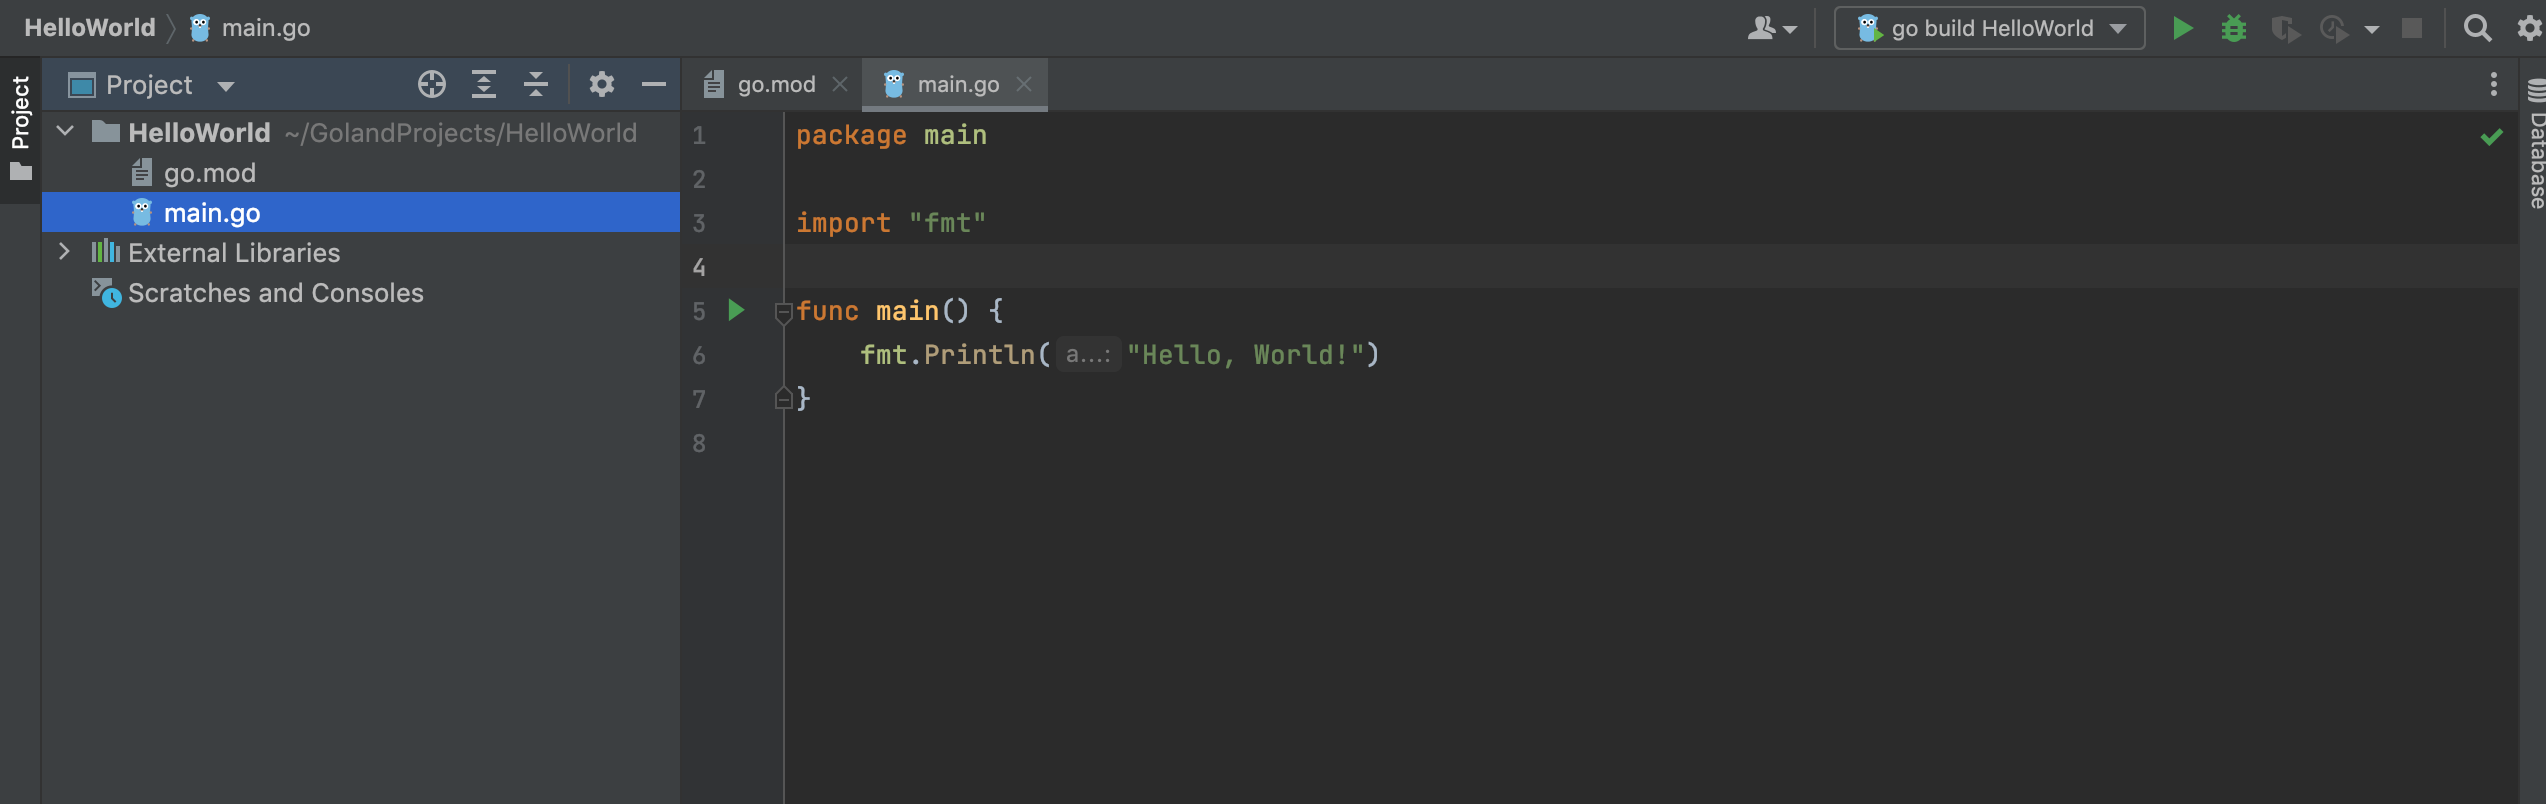 HelloWorld main.go
go build HelloWorld
Project
Project
go.mod
main.go
HelloWorld ~/GolandProjects/HelloWorld
go.mod
main.go
External Libraries
Scratches and Consoles
1 package main
2
3 import "fmt"
4
5 func main() {
6 fmt.Println( a...: "Hello, World!")
7 }
8
Database